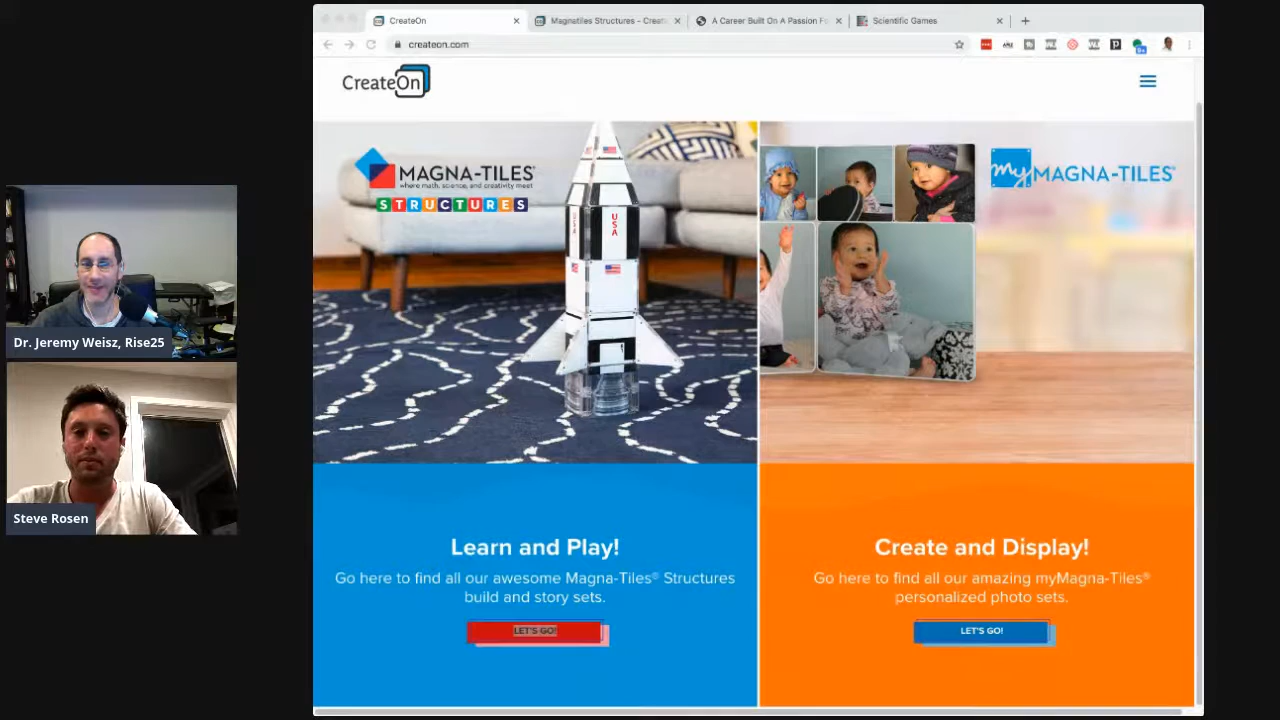 CreateOn
Magnatiles Structures - Creat
A Career Built On A Passion Fo
Scientific Games
createon.com
CreateOn
MAGNA-TILES®
where math, science, and creativity meet
STRUCTURES
USA
my MAGNA-TILES®
Dr. Jeremy Weisz, Rise25
Steve Rosen
Learn and Play!
Go here to find all our awesome Magna-Tiles® Structures
build and story sets.
LET'S GO!
Create and Display!
Go here to find all our amazing myMagna-Tiles®
personalized photo sets.
LET'S GO!